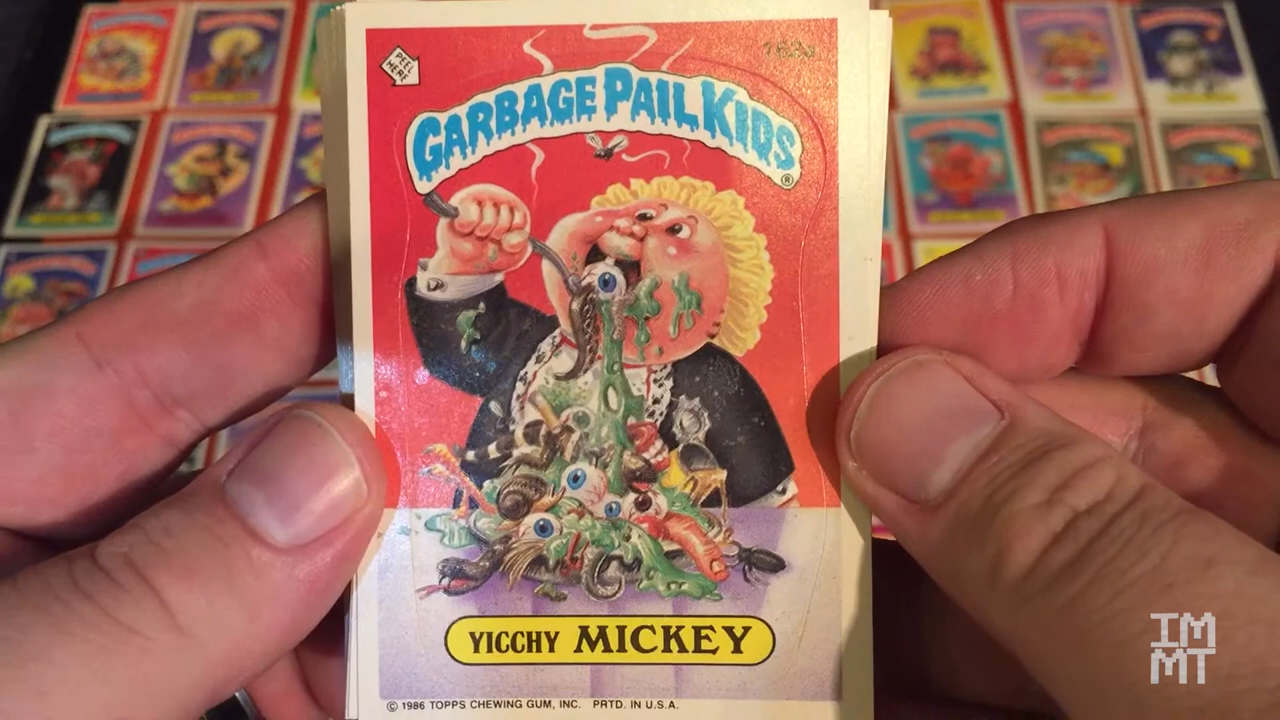 PEEL
HERE
GARBAGE PAIL KIDS
®
YICCHY MICKEY
© 1986 TOPPS CHEWING GUM, INC. PRTD. IN U.S.A.
IM
MT